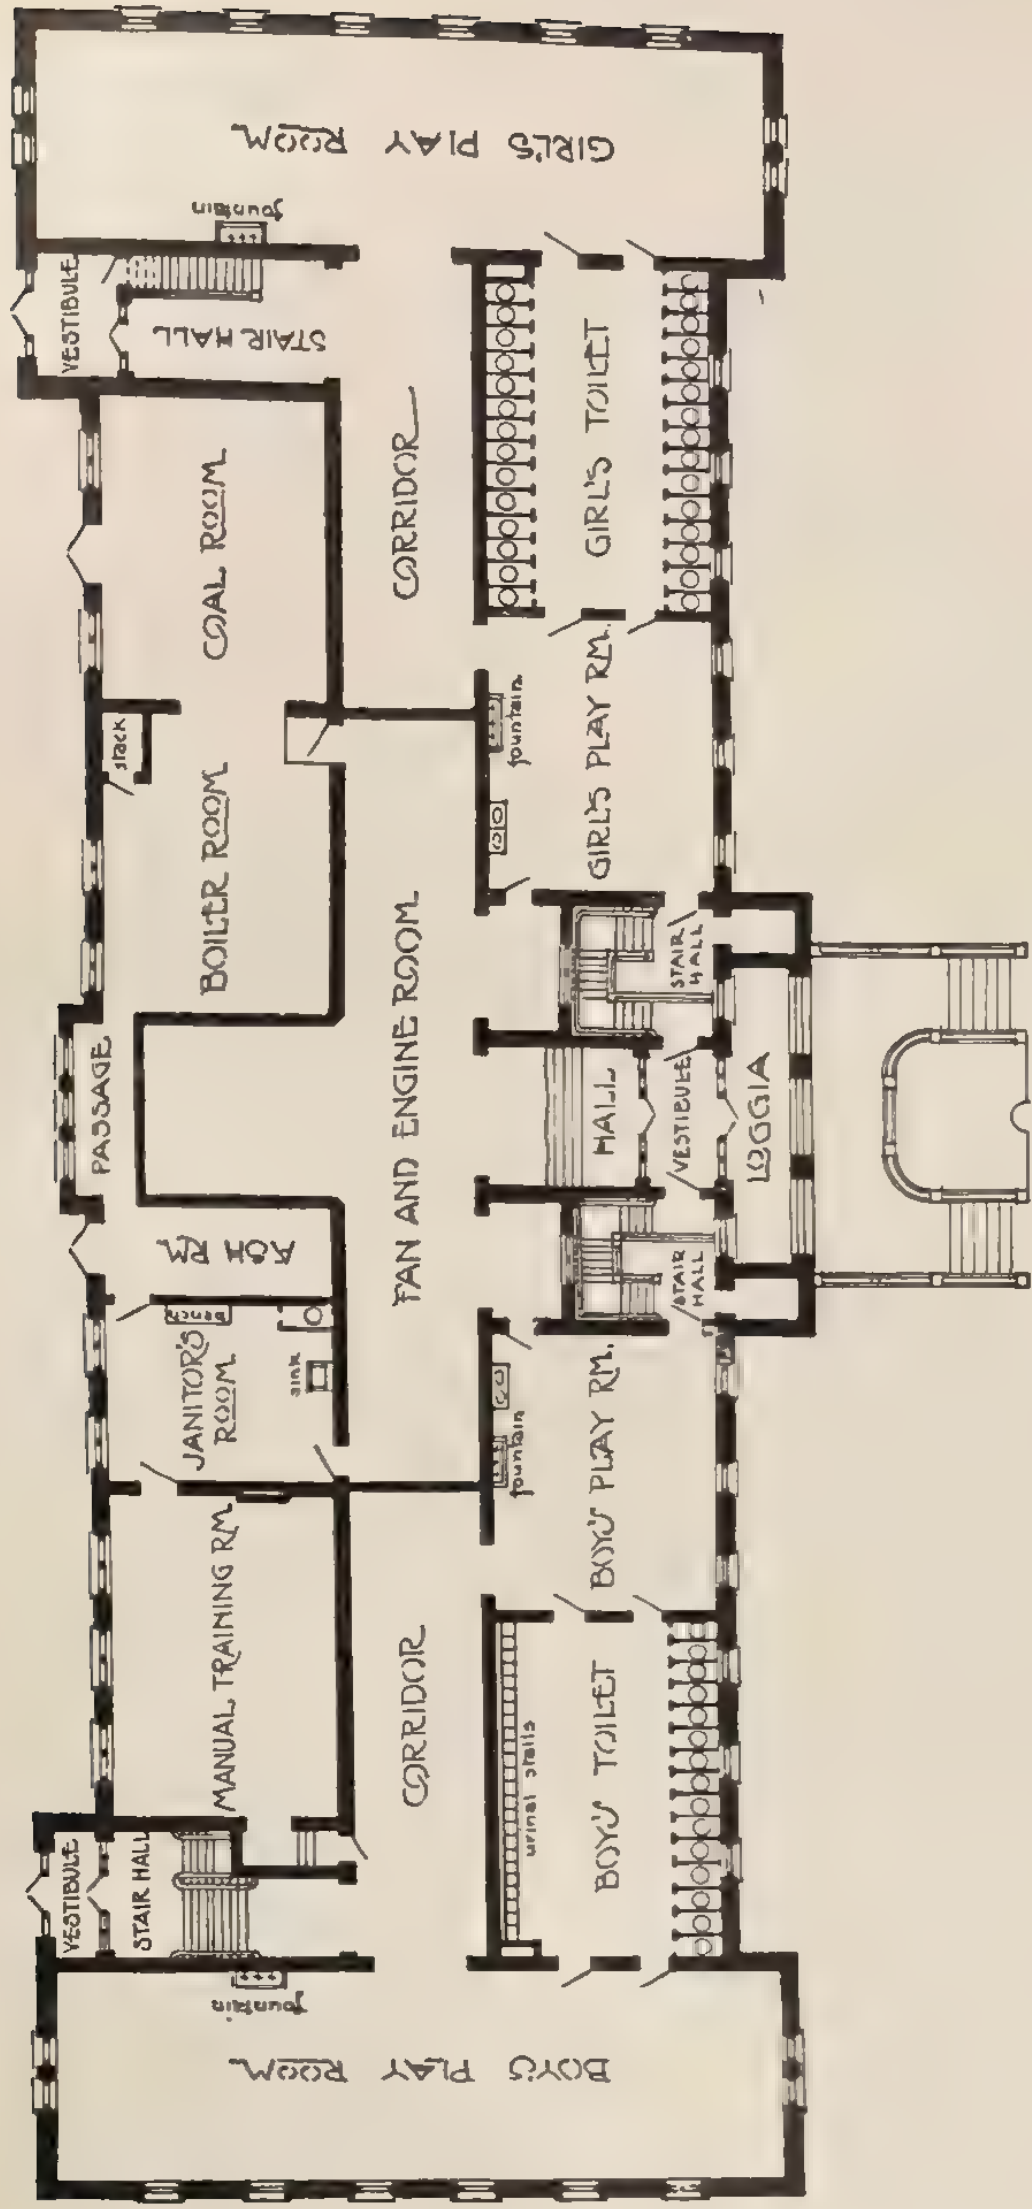 BOY'S PLAY ROOM.
fountain
VESTIBULE
STAIR HALL
MANUAL TRAINING RM.
JANITOR'S
ROOM
bench
sink
ASH RM.
PASSAGE
BOILER ROOM
stack
COAL ROOM
VESTIBULE
STAIR HALL
fountain
GIRL'S PLAY ROOM.
CORRIDOR
FAN AND ENGINE ROOM
CORRIDOR
urinal stalls
BOY'S TOILET
fountain
BOY'S PLAY RM.
STAIR
HALL
HALL
VESTIBULE
LOGGIA
STAIR
HALL
fountain
GIRL'S PLAY RM.
GIRL'S TOILET